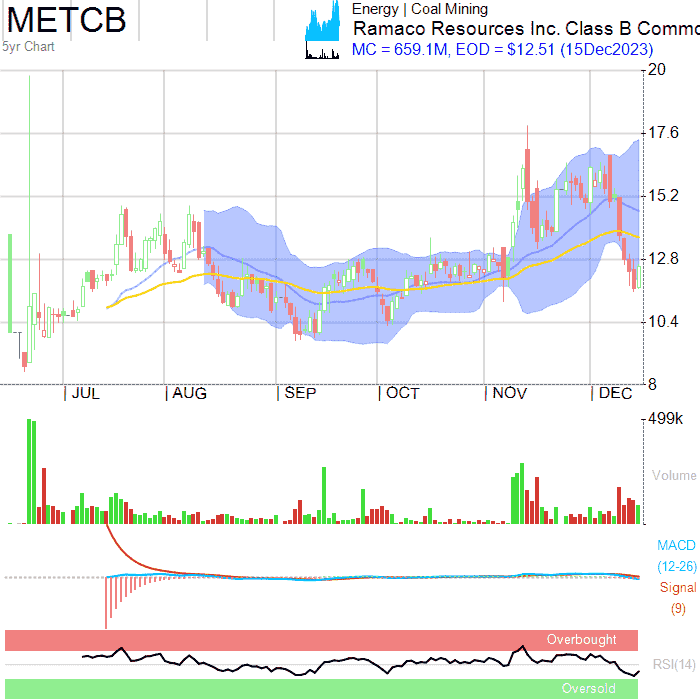 METCB
5yr Chart
Energy | Coal Mining
Ramaco Resources Inc. Class B Commo
MC = 659.1M, EOD = $12.51 (15Dec2023)
20
17.6
15.2
12.8
10.4
8
JUL AUG SEP OCT NOV DEC
499k
Volume
MACD
(12-26)
Signal
(9)
Overbought
RSI(14)
Oversold